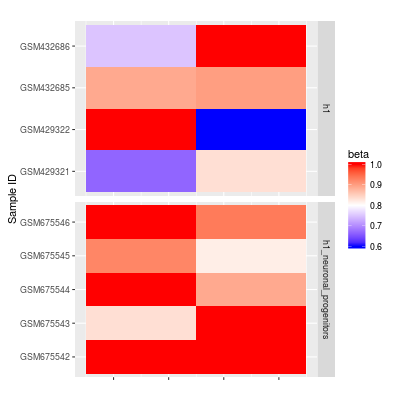 GSM432686
GSM432685
GSM429322
GSM429321
h1
GSM675546
GSM675545
GSM675544
GSM675543
GSM675542
h1_neuronal_progenitors
Sample ID
beta
1.0
0.9
0.8
0.7
0.6